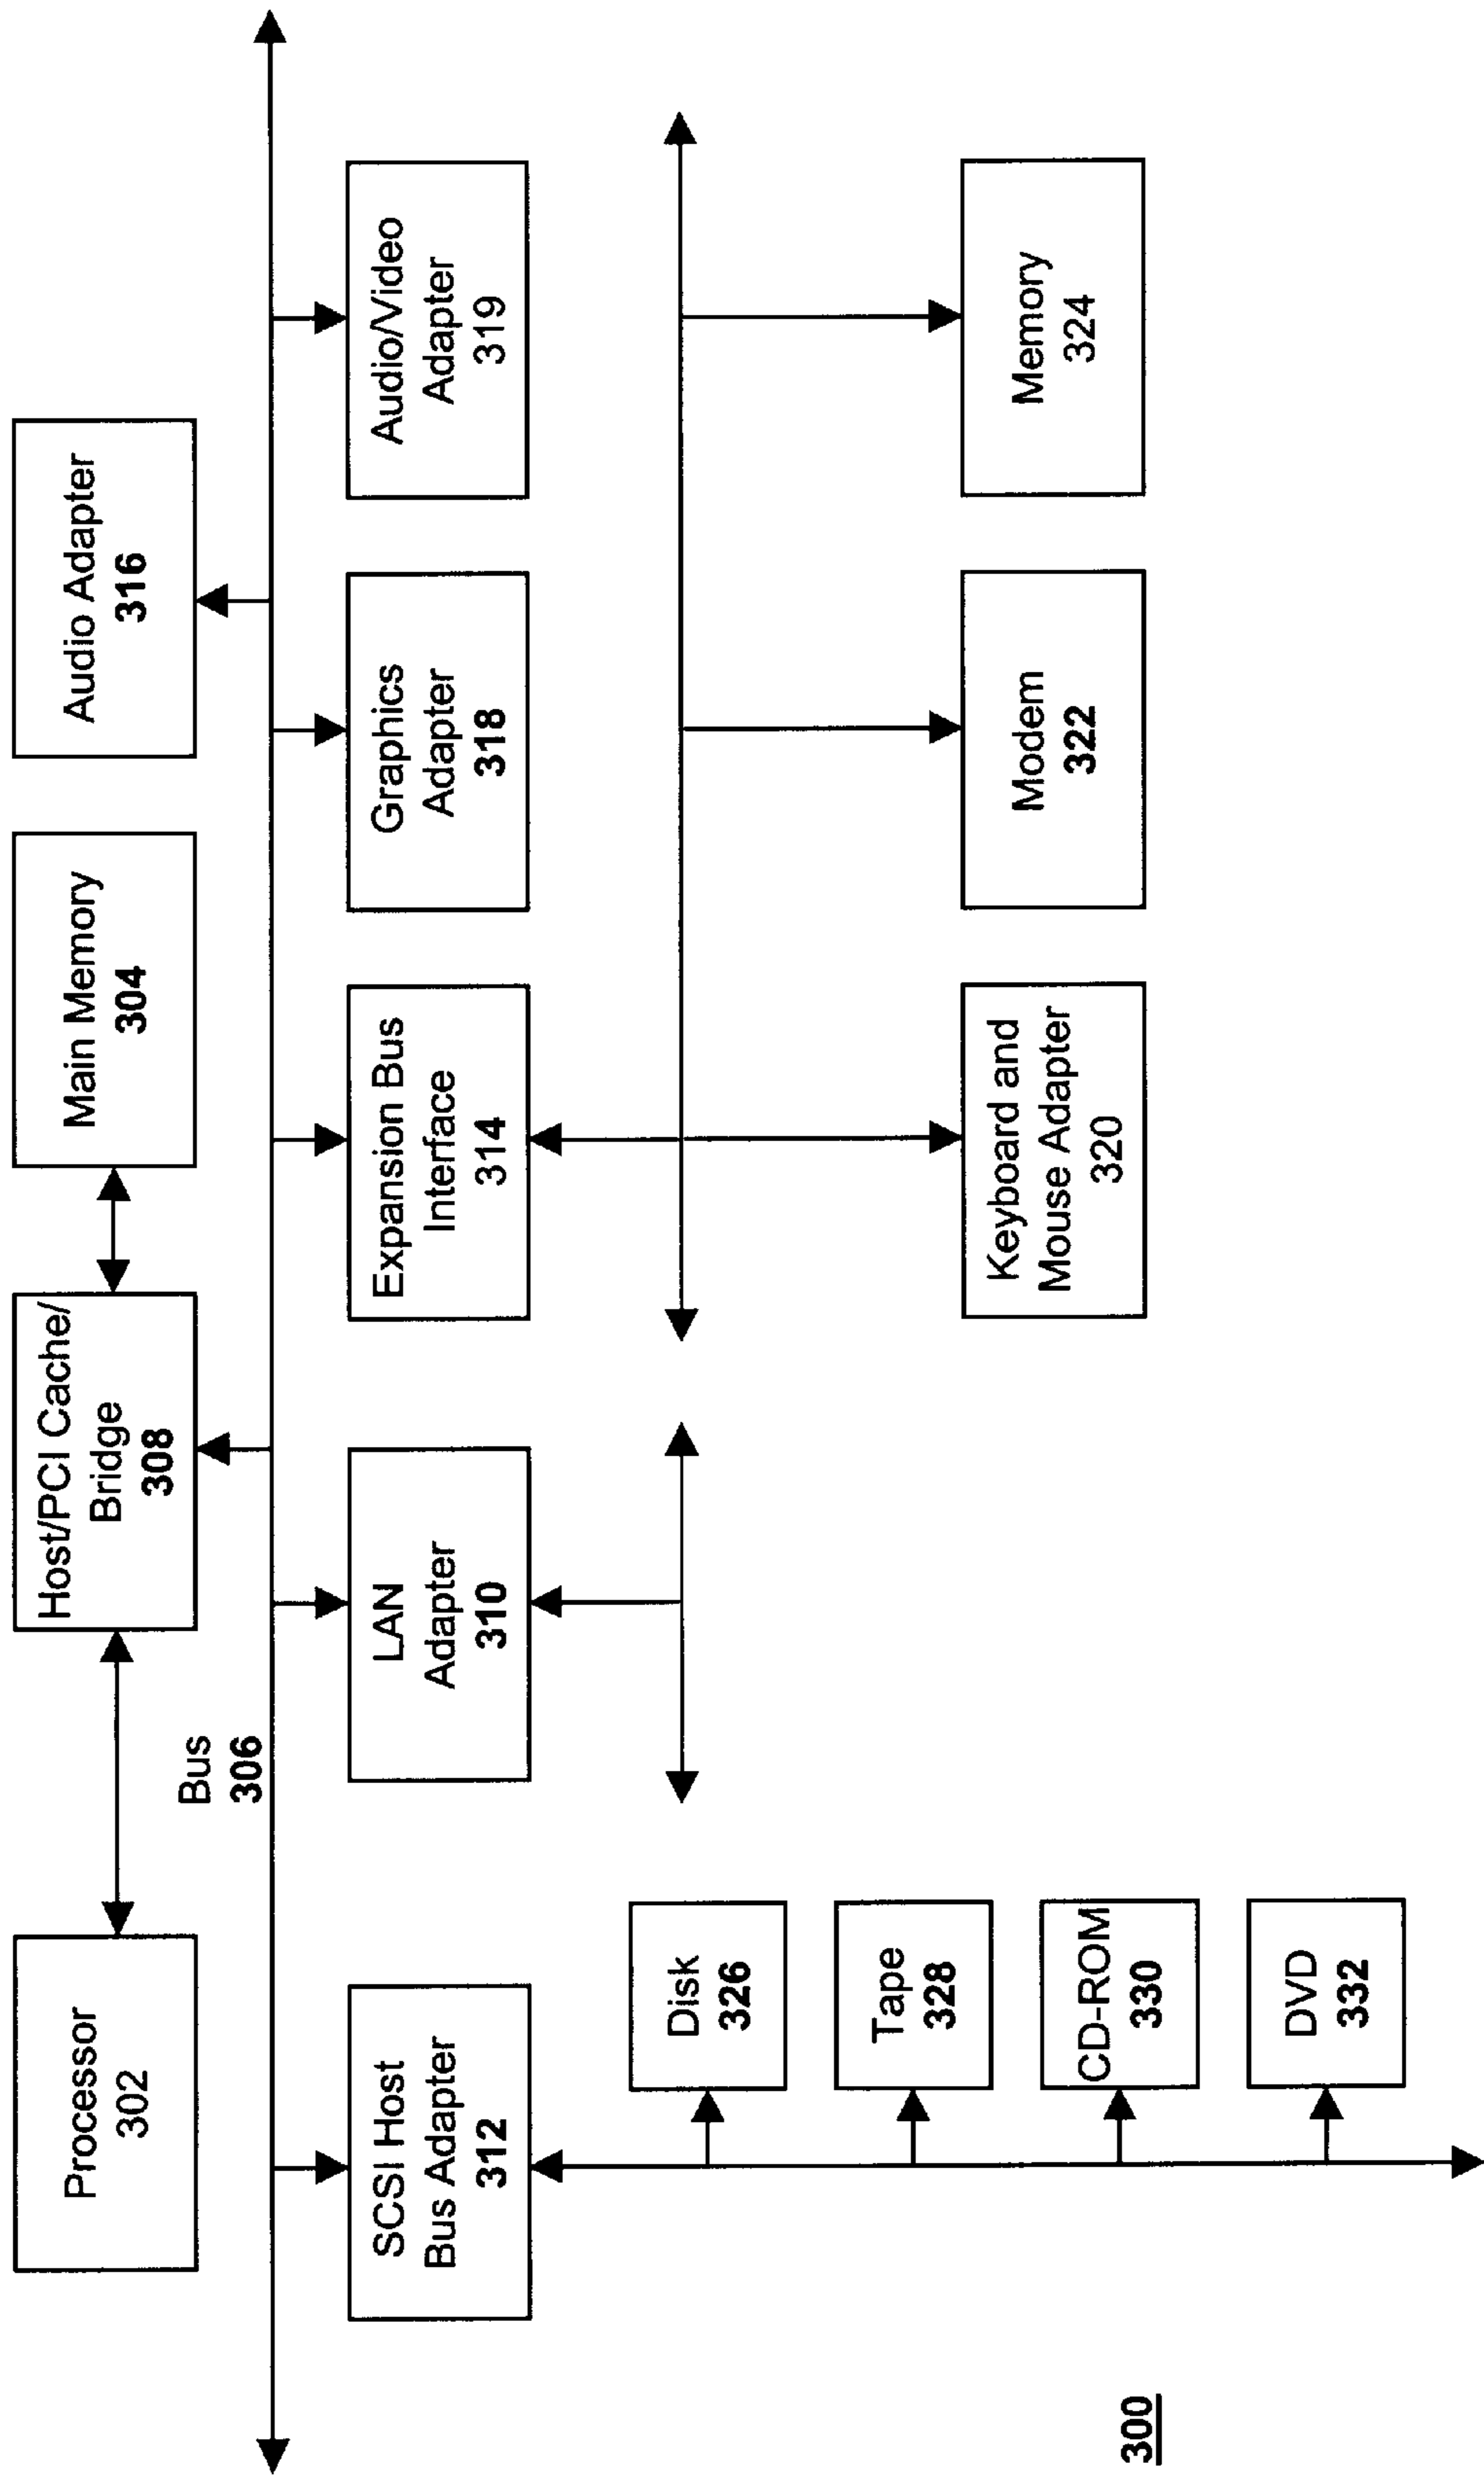 Processor
302
Host/PCI Cache/
Bridge
308
Main Memory
304
Audio Adapter
316
Bus
306
SCSI Host
Bus Adapter
312
LAN
Adapter
310
Expansion Bus
Interface
314
Graphics
Adapter
318
Audio/Video
Adapter
319
Disk
326
Tape
328
CD-ROM
330
DVD
332
Keyboard and
Mouse Adapter
320
Modem
322
Memory
324
300